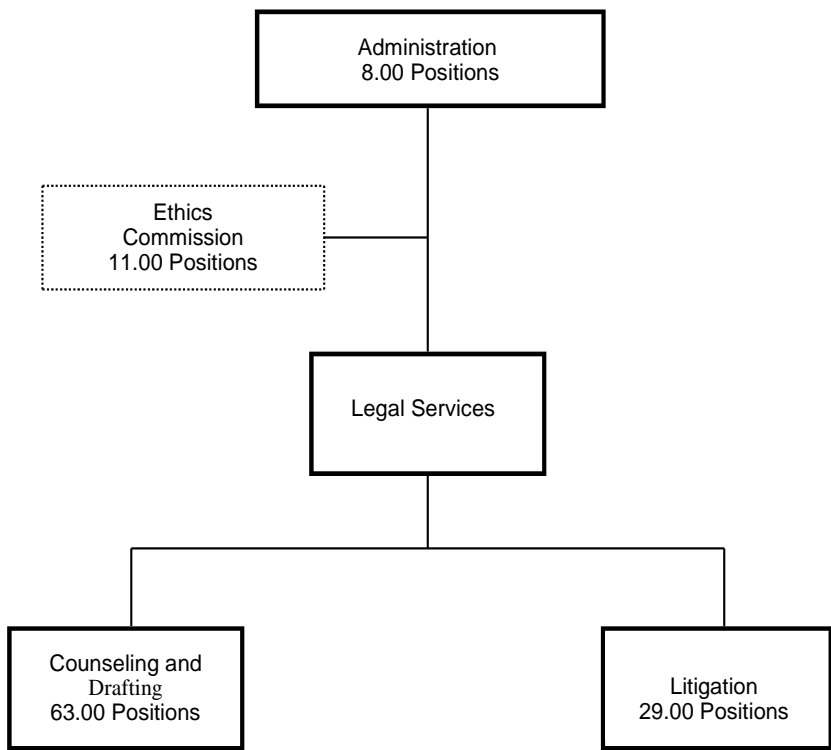 Administration
8.00 Positions
Ethics
Commission
11.00 Positions
Legal Services
Counseling and
Drafting
63.00 Positions
Litigation
29.00 Positions